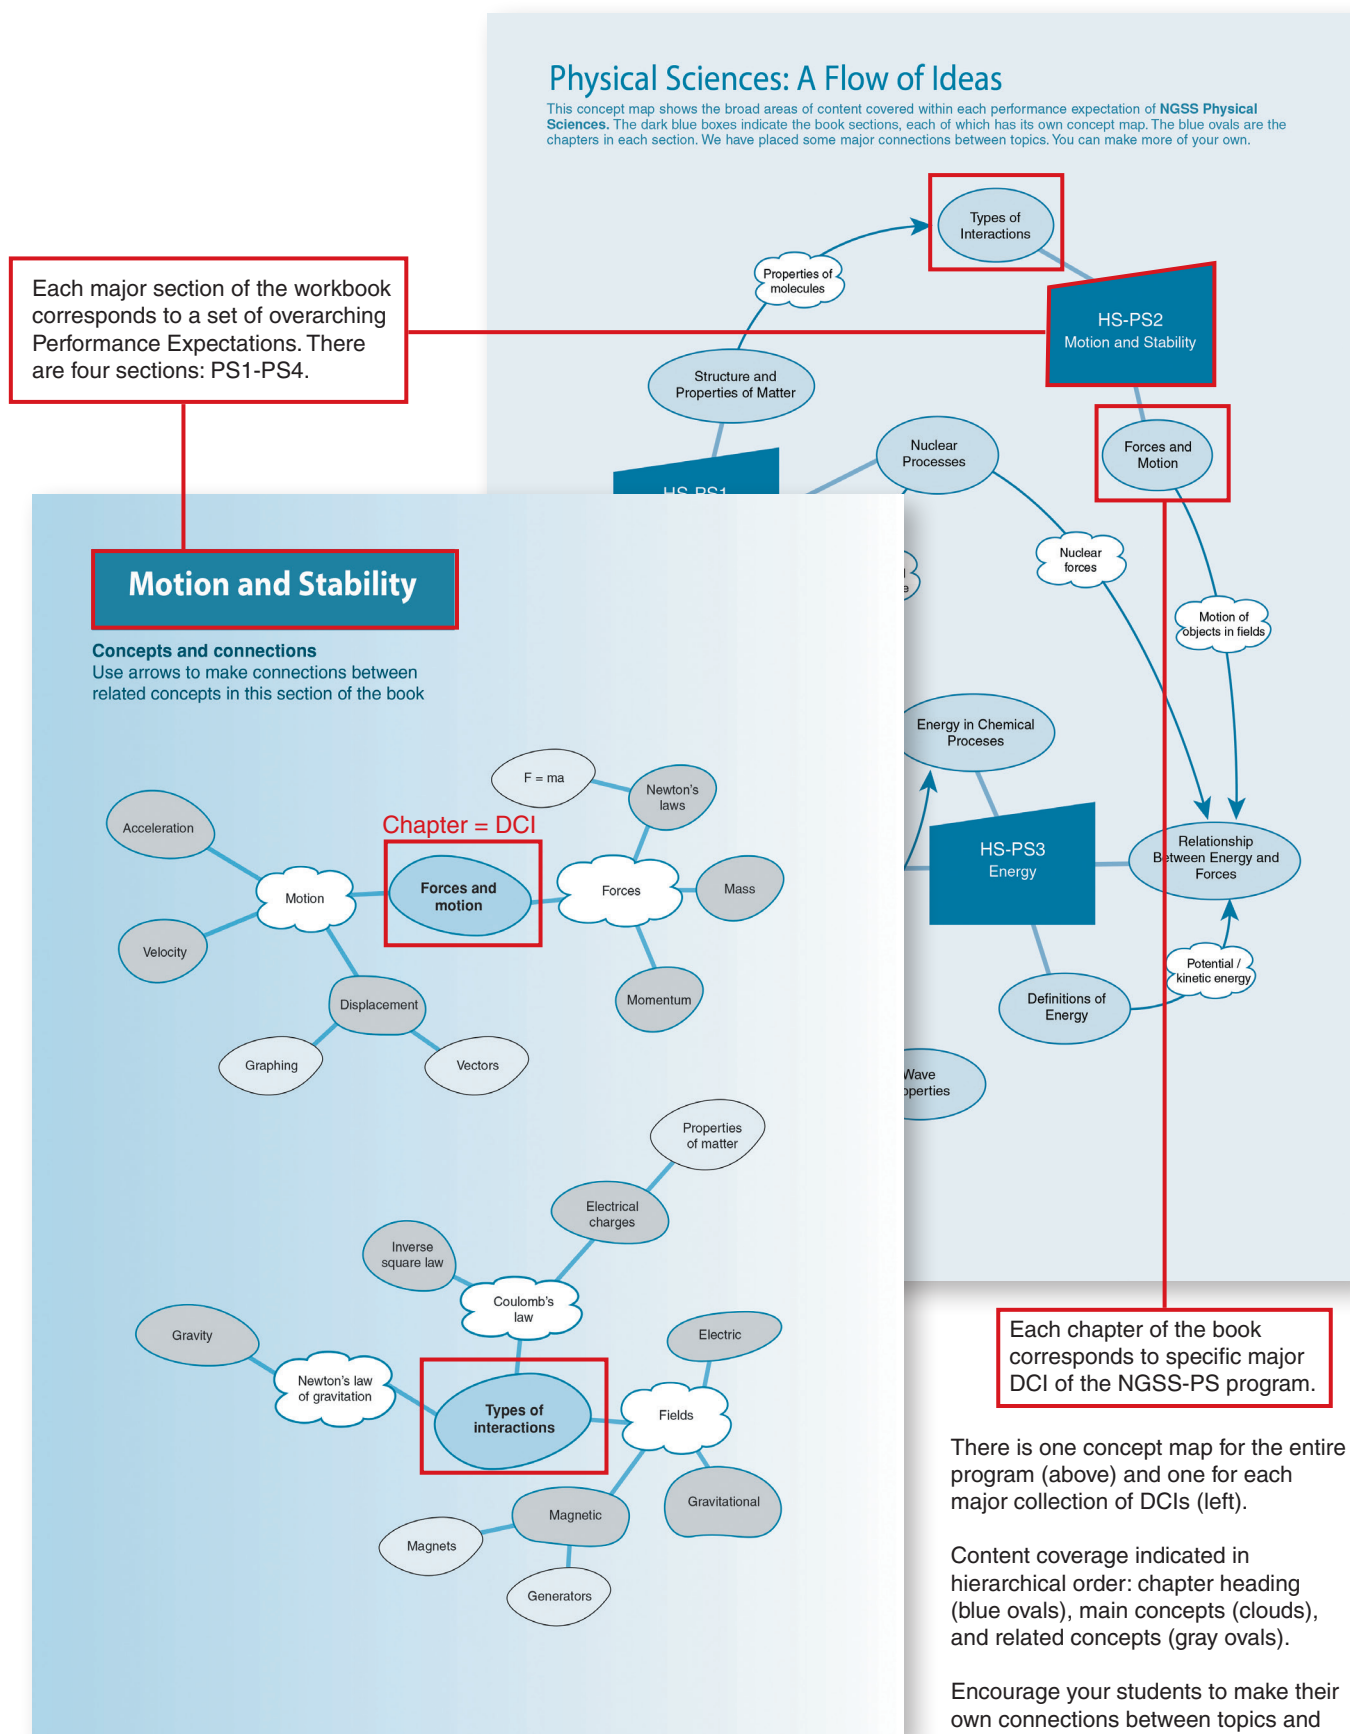 Physical Sciences: A Flow of Ideas
This concept map shows the broad areas of content covered within each performance expectation of NGSS Physical
Sciences. The dark blue boxes indicate the book sections, each of which has its own concept map. The blue ovals are the
chapters in each section. We have placed some major connections between topics. You can make more of your own.
Types of
Interactions
Properties of
molecules
HS-PS2
Motion and Stability
Each major section of the workbook
corresponds to a set of overarching
Performance Expectations. There
are four sections: PS1-PS4.
Structure and
Properties of Matter
Nuclear
Processes
Forces and
Motion
HS-PS1
Nuclear
forces
Motion of
objects in fields
Energy in Chemical
Proceses
HS-PS3
Energy
Relationship
Between Energy and
Forces
Potential /
kinetic energy
Definitions of
Energy
Wave
operties
Motion and Stability
Concepts and connections
Use arrows to make connections between
related concepts in this section of the book
F = ma
Newton's
laws
Acceleration
Chapter = DCI
Forces and
motion
Motion
Forces
Mass
Velocity
Displacement
Momentum
Graphing
Vectors
Properties
of matter
Electrical
charges
Inverse
square law
Coulomb's
law
Gravity
Electric
Newton's law
of gravitation
Types of
interactions
Fields
Magnetic
Gravitational
Magnets
Generators
Each chapter of the book
corresponds to specific major
DCI of the NGSS-PS program.
There is one concept map for the entire
program (above) and one for each
major collection of DCIs (left).
Content coverage indicated in
hierarchical order: chapter heading
(blue ovals), main concepts (clouds),
and related concepts (gray ovals).
Encourage your students to make their
own connections between topics and